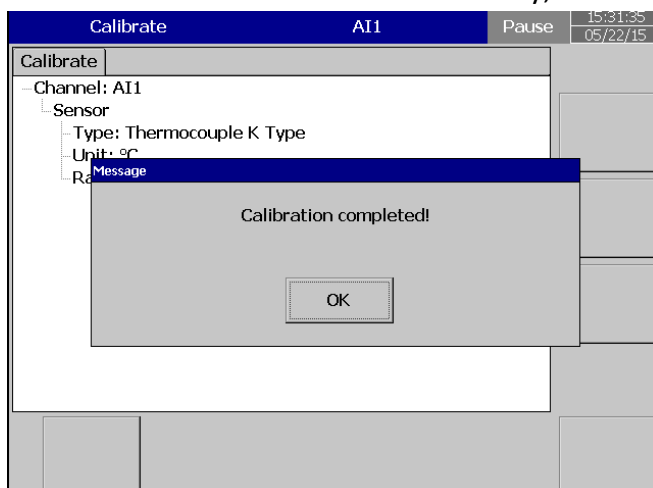 Calibrate AI1 Pause 15:31:35
05/22/15
Calibrate
Channel: AI1
Sensor
Type: Thermocouple K Type
Unit: °C
Message
Calibration completed!
OK